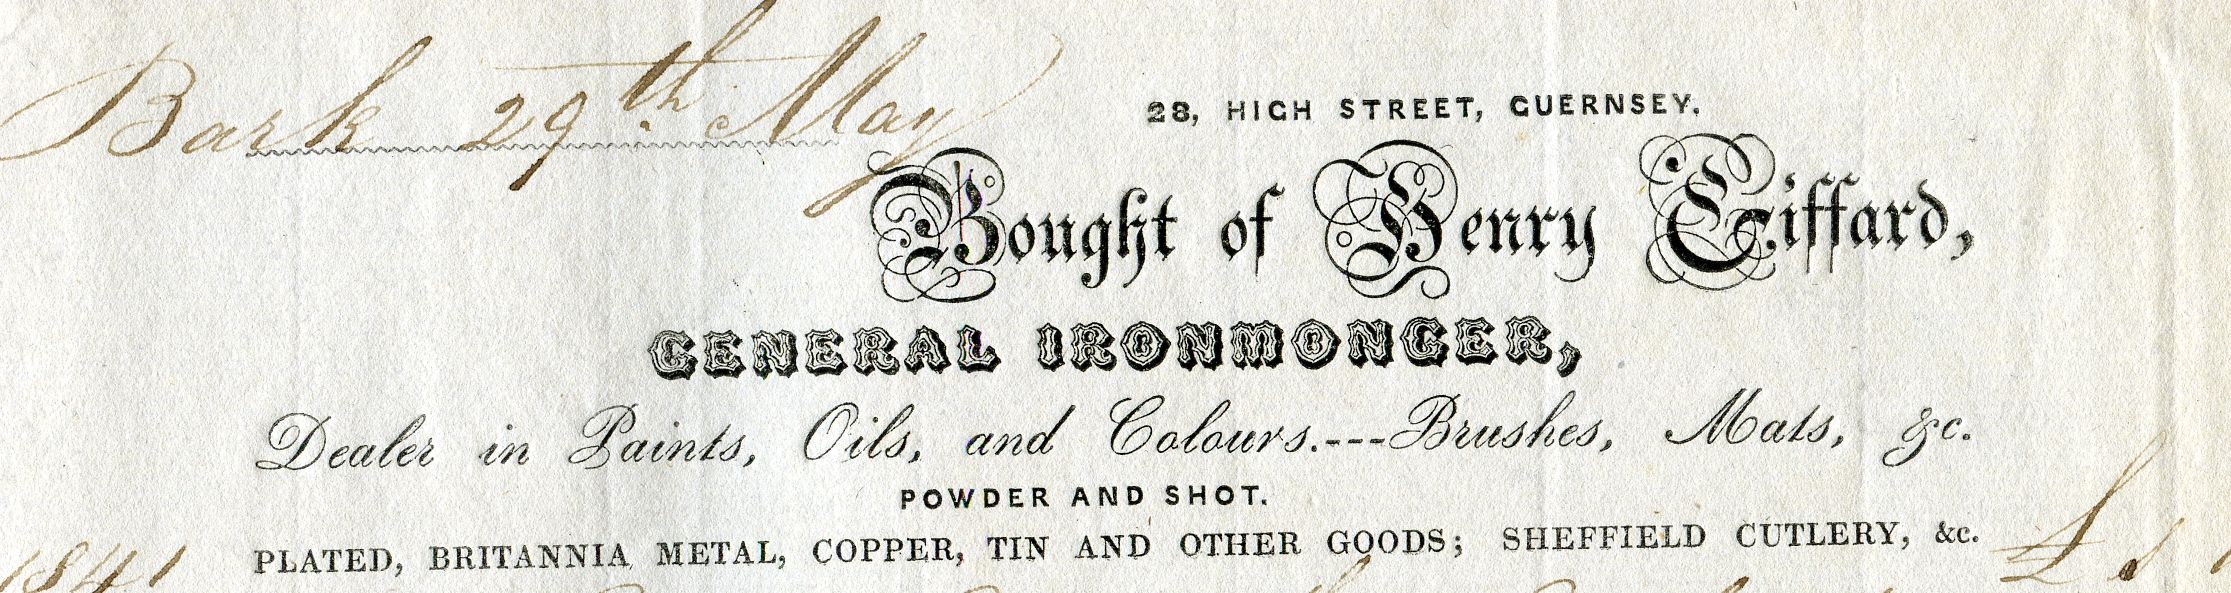 Bark 29th May
28, HIGH STREET, GUERNSEY.
Bought of Henry Giffard,
GENERAL IRONMONGER,
Dealer in Paints, Oils, and Colours.---Brushes, Mats, &c.
POWDER AND SHOT.
PLATED, BRITANNIA METAL, COPPER, TIN AND OTHER GOODS; SHEFFIELD CUTLERY, &c.
1841 £ s